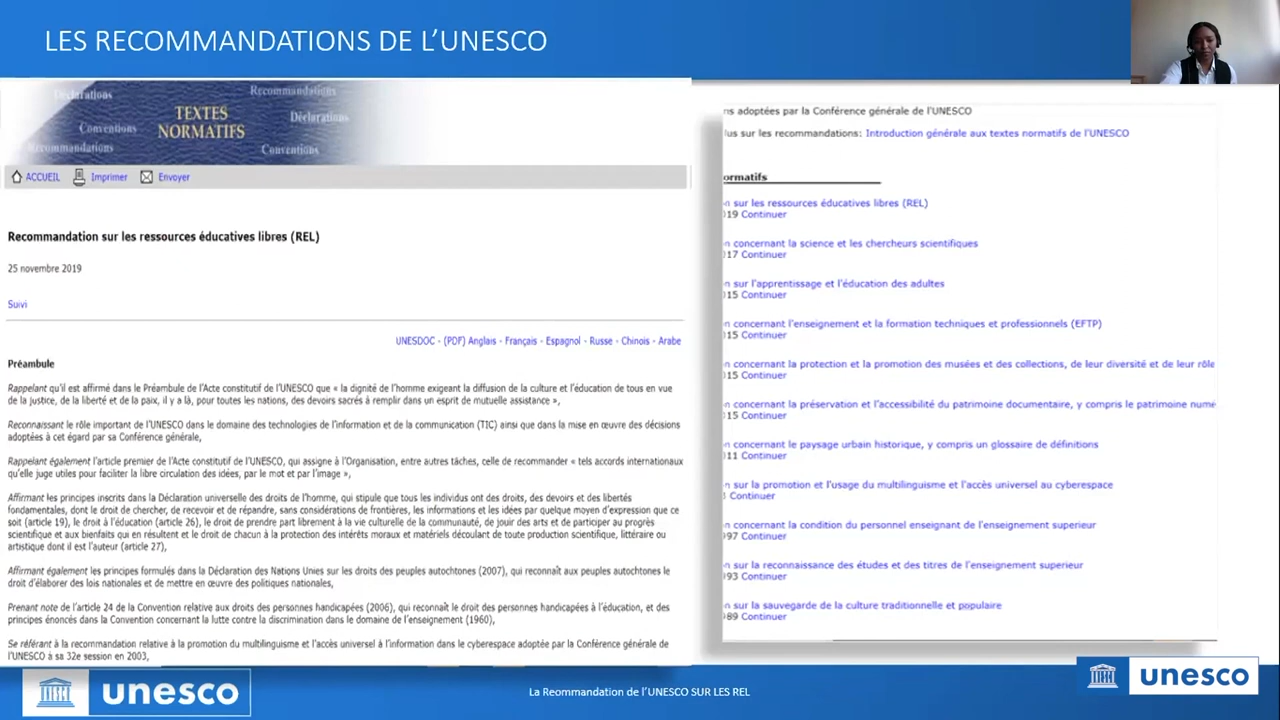 LES RECOMMANDATIONS DE L'UNESCO
Déclarations
Recommandations
TEXTES
NORMATIFS
Déclarations
Conventions
Recommandations
Conventions
ACCUEIL Imprimer Envoyer
Recommandation sur les ressources éducatives libres (REL)
25 novembre 2019
Suivi
UNESDOC - (PDF) Anglais - Français - Espagnol - Russe - Chinois - Arabe
Préambule
Rappelant qu'il est affirmé dans le Préambule de l'Acte constitutif de l'UNESCO que « la dignité de l'homme exigeant la diffusion de la culture et l'éducation de tous en vue
de la justice, de la liberté et de la paix, il y a là, pour toutes les nations, des devoirs sacrés à remplir dans un esprit de mutuelle assistance »,
Reconnaissant le rôle important de l'UNESCO dans le domaine des technologies de l'information et de la communication (TIC) ainsi que dans la mise en œuvre des décisions
adoptées à cet égard par sa Conférence générale,
Rappelant également l'article premier de l'Acte constitutif de l'UNESCO, qui assigne à l'Organisation, entre autres tâches, celle de recommander « tels accords internationaux
qu'elle juge utiles pour faciliter la libre circulation des idées, par le mot et par l'image »,
Affirmant les principes inscrits dans la Déclaration universelle des droits de l'homme, qui stipule que tous les individus ont des droits, des devoirs et des libertés
fondamentales, dont le droit de chercher, de recevoir et de répandre, sans considérations de frontières, les informations et les idées par quelque moyen d'expression que ce
soit (article 19), le droit à l'éducation (article 26), le droit de prendre part librement à la vie culturelle de la communauté, de jouir des arts et de participer au progrès
scientifique et aux bienfaits qui en résultent et le droit de chacun à la protection des intérêts moraux et matériels découlant de toute production scientifique, littéraire ou
artistique dont il est l'auteur (article 27),
Affirmant également les principes formulés dans la Déclaration des Nations Unies sur les droits des peuples autochtones (2007), qui reconnaît aux peuples autochtones le
droit d'élaborer des lois nationales et de mettre en œuvre des politiques nationales,
Prenant note de l'article 24 de la Convention relative aux droits des personnes handicapées (2006), qui reconnaît le droit des personnes handicapées à l'éducation, et des
principes énoncés dans la Convention concernant la lutte contre la discrimination dans le domaine de l'enseignement (1960),
Se référant à la recommandation relative à la promotion du multilinguisme et l'accès universel à l'information dans le cyberespace adoptée par la Conférence générale de
l'UNESCO à sa 32e session en 2003,
ns adoptées par la Conférence générale de l'UNESCO
lus sur les recommandations: Introduction générale aux textes normatifs de l'UNESCO
ormatifs
n sur les ressources éducatives libres (REL)
019 Continuer
n concernant la science et les chercheurs scientifiques
17 Continuer
n sur l'apprentissage et l'éducation des adultes
015 Continuer
n concernant l'enseignement et la formation techniques et professionnels (EFTP)
015 Continuer
n concernant la protection et la promotion des musées et des collections, de leur diversité et de leur rôle
015 Continuer
n concernant la préservation et l'accessibilité du patrimoine documentaire, y compris le patrimoine numé
015 Continuer
n concernant le paysage urbain historique, y compris un glossaire de définitions
011 Continuer
n sur la promotion et l'usage du multilinguisme et l'accès universel au cyberespace
3 Continuer
n concernant la condition du personnel enseignant de l'enseignement superieur
997 Continuer
n sur la reconnaissance des études et des titres de l'enseignement superieur
993 Continuer
n sur la sauvegarde de la culture traditionnelle et populaire
989 Continuer
unesco
La Reommandation de l'UNESCO SUR LES REL
unesco